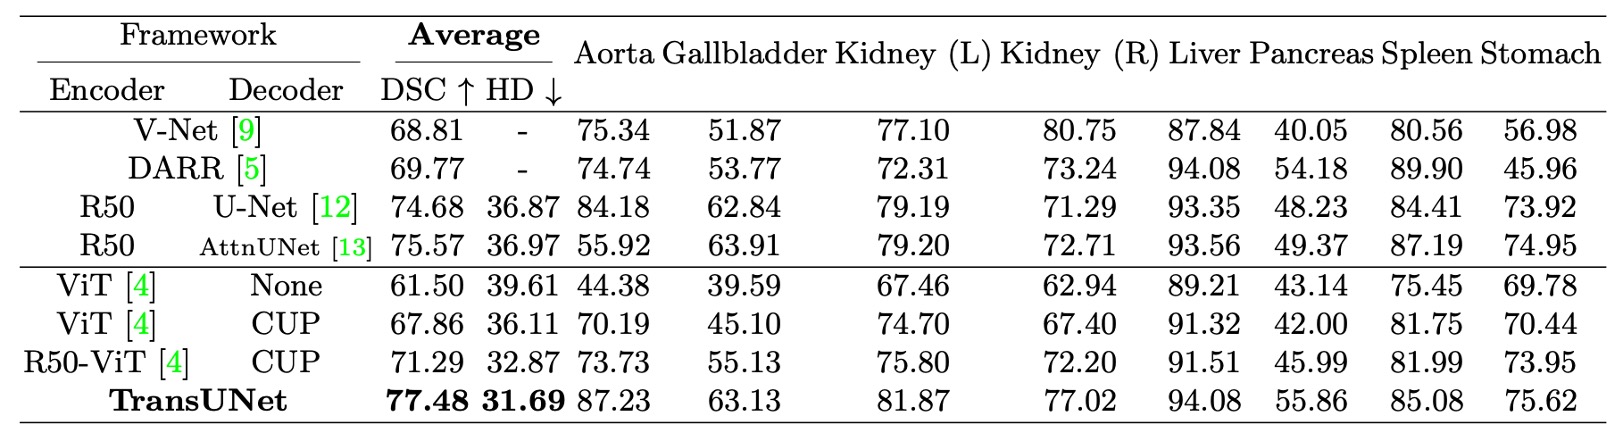 Framework Average Aorta Gallbladder Kidney (L) Kidney (R) Liver Pancreas Spleen Stomach
Encoder Decoder DSC ↑ HD ↓
V-Net [9] 68.81 - 75.34 51.87 77.10 80.75 87.84 40.05 80.56 56.98
DARR [5] 69.77 - 74.74 53.77 72.31 73.24 94.08 54.18 89.90 45.96
R50 U-Net [12] 74.68 36.87 84.18 62.84 79.19 71.29 93.35 48.23 84.41 73.92
R50 AttnUNet [13] 75.57 36.97 55.92 63.91 79.20 72.71 93.56 49.37 87.19 74.95
ViT [4] None 61.50 39.61 44.38 39.59 67.46 62.94 89.21 43.14 75.45 69.78
ViT [4] CUP 67.86 36.11 70.19 45.10 74.70 67.40 91.32 42.00 81.75 70.44
R50-ViT [4] CUP 71.29 32.87 73.73 55.13 75.80 72.20 91.51 45.99 81.99 73.95
TransUNet 77.48 31.69 87.23 63.13 81.87 77.02 94.08 55.86 85.08 75.62